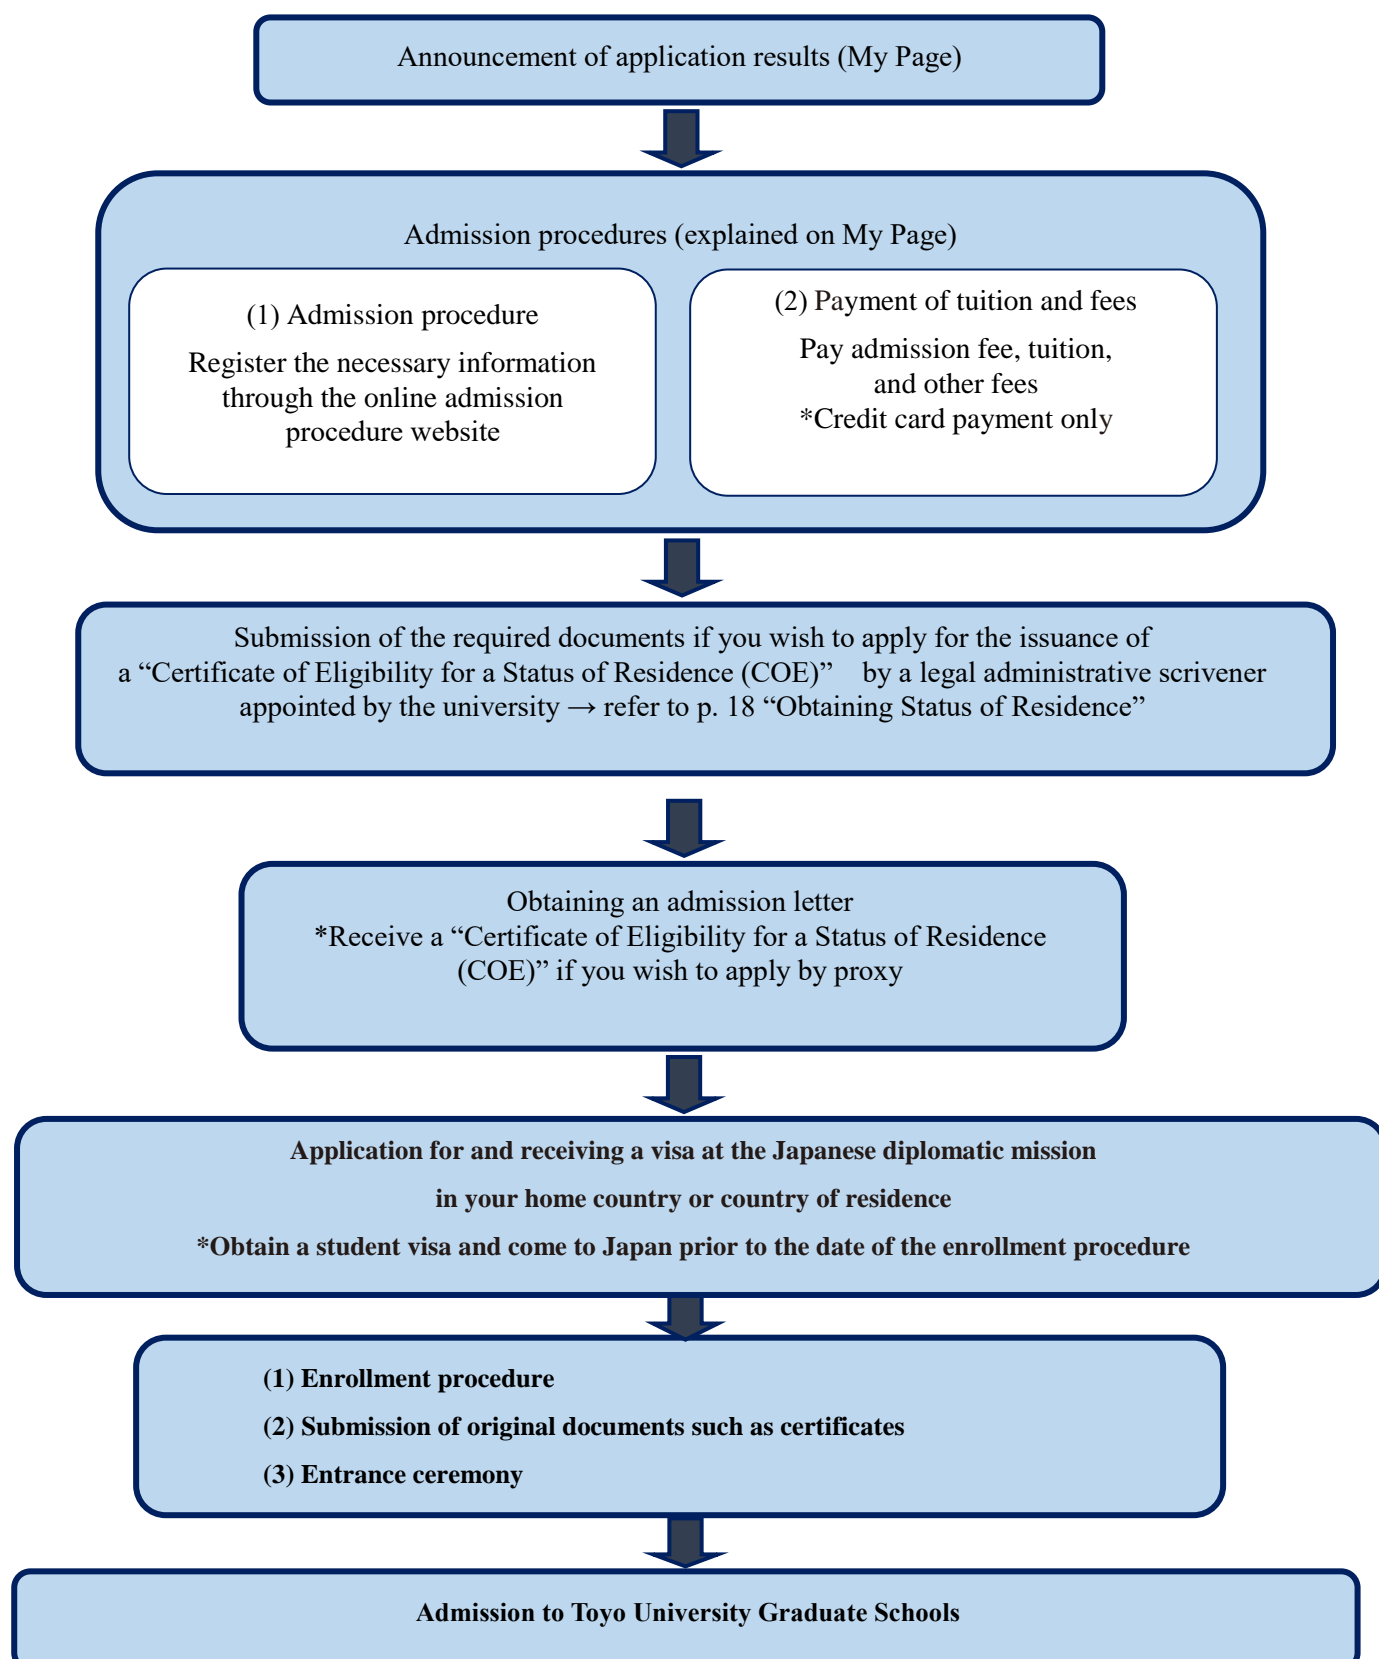 Announcement of application results (My Page)
Admission procedures (explained on My Page)
(1) Admission procedure
Register the necessary information
through the online admission
procedure website
(2) Payment of tuition and fees
Pay admission fee, tuition,
and other fees
*Credit card payment only
Submission of the required documents if you wish to apply for the issuance of
a “Certificate of Eligibility for a Status of Residence (COE)” by a legal administrative scrivener
appointed by the university → refer to p. 18 “Obtaining Status of Residence”
Obtaining an admission letter
*Receive a “Certificate of Eligibility for a Status of Residence
(COE)” if you wish to apply by proxy
Application for and receiving a visa at the Japanese diplomatic mission
in your home country or country of residence
*Obtain a student visa and come to Japan prior to the date of the enrollment procedure
(1) Enrollment procedure
(2) Submission of original documents such as certificates
(3) Entrance ceremony
Admission to Toyo University Graduate Schools